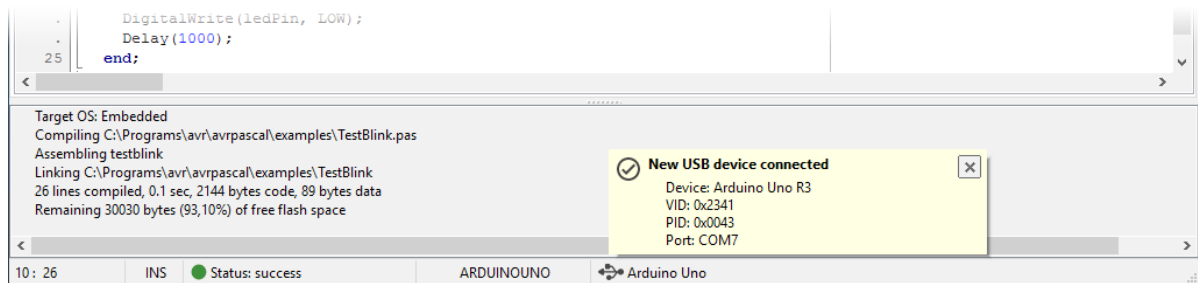 DigitalWrite(ledPin, LOW);
Delay(1000);
25 end;
Target OS: Embedded
Compiling C:\Programs\avr\avrpascal\examples\TestBlink.pas
Assembling testblink
Linking C:\Programs\avr\avrpascal\examples\TestBlink
26 lines compiled, 0.1 sec, 2144 bytes code, 89 bytes data
Remaining 30030 bytes (93,10%) of free flash space
New USB device connected
Device: Arduino Uno R3
VID: 0x2341
PID: 0x0043
Port: COM7
10: 26 INS Status: success ARDUINOUNO Arduino Uno